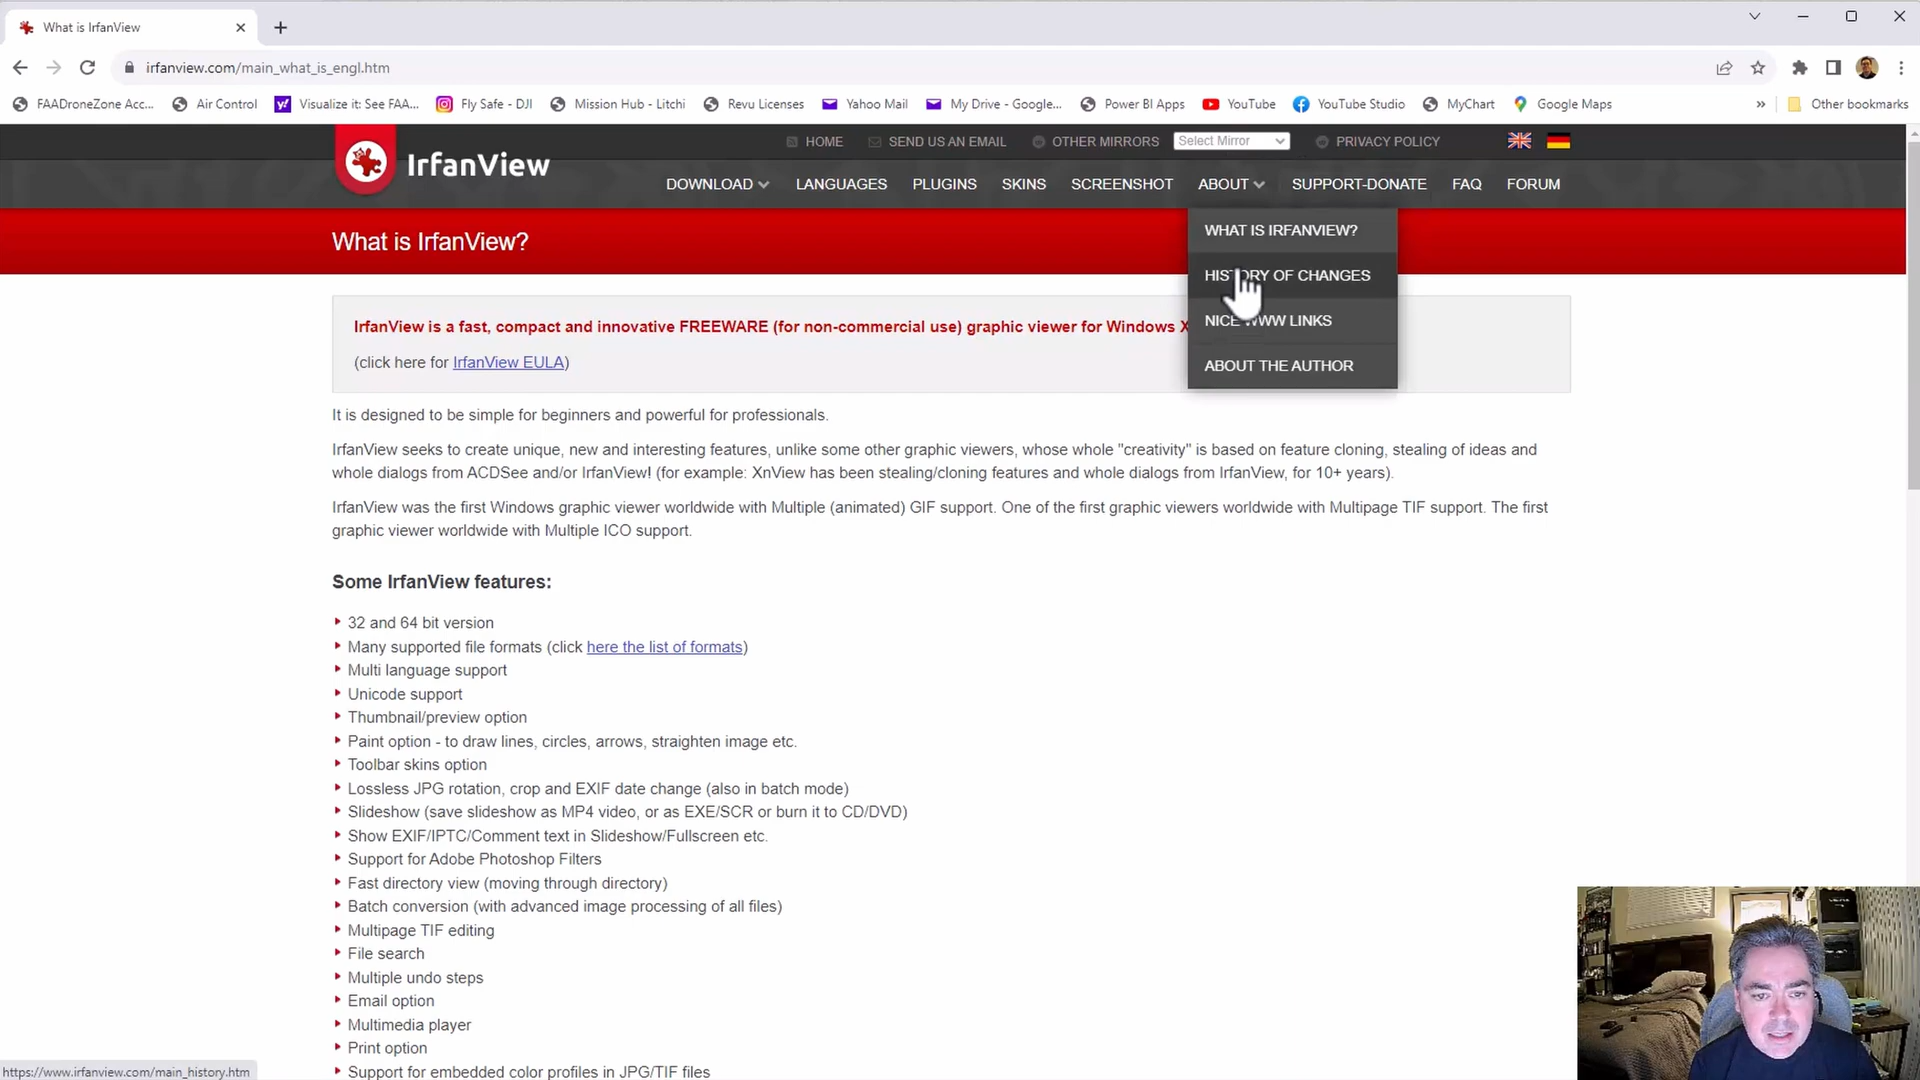 What is IrfanView
irfanview.com/main_what_is_engl.htm
FAADroneZone Acc...
Air Control
Visualize it: See FAA...
Fly Safe - DJI
Mission Hub - Litchi
Revu Licenses
Yahoo Mail
My Drive - Google...
Power BI Apps
YouTube
YouTube Studio
MyChart
Google Maps
»
Other bookmarks
HOME
SEND US AN EMAIL
OTHER MIRRORS
Select Mirror
PRIVACY POLICY
IrfanView
DOWNLOAD
LANGUAGES
PLUGINS
SKINS
SCREENSHOT
ABOUT
SUPPORT-DONATE
FAQ
FORUM
WHAT IS IRFANVIEW?
HISTORY OF CHANGES
NICE WWW LINKS
ABOUT THE AUTHOR
What is IrfanView?
IrfanView is a fast, compact and innovative FREEWARE (for non-commercial use) graphic viewer for Windows
(click here for IrfanView EULA)
It is designed to be simple for beginners and powerful for professionals.
IrfanView seeks to create unique, new and interesting features, unlike some other graphic viewers, whose whole "creativity" is based on feature cloning, stealing of ideas and
whole dialogs from ACDSee and/or IrfanView! (for example: XnView has been stealing/cloning features and whole dialogs from IrfanView, for 10+ years).
IrfanView was the first Windows graphic viewer worldwide with Multiple (animated) GIF support. One of the first graphic viewers worldwide with Multipage TIF support. The first
graphic viewer worldwide with Multiple ICO support.
Some IrfanView features:
32 and 64 bit version
Many supported file formats (click here the list of formats)
Multi language support
Unicode support
Thumbnail/preview option
Paint option - to draw lines, circles, arrows, straighten image etc.
Toolbar skins option
Lossless JPG rotation, crop and EXIF date change (also in batch mode)
Slideshow (save slideshow as MP4 video, or as EXE/SCR or burn it to CD/DVD)
Show EXIF/IPTC/Comment text in Slideshow/Fullscreen etc.
Support for Adobe Photoshop Filters
Fast directory view (moving through directory)
Batch conversion (with advanced image processing of all files)
Multipage TIF editing
File search
Multiple undo steps
Email option
Multimedia player
Print option
Support for embedded color profiles in JPG/TIF files
https://www.irfanview.com/main_history.htm